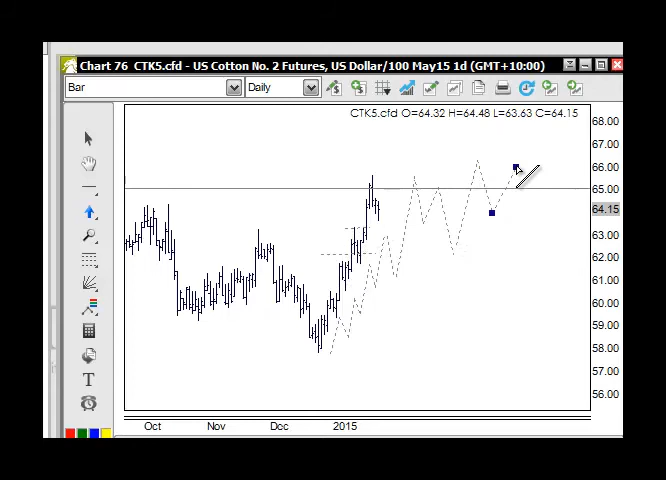 Chart 76 CTK5.cfd - US Cotton No. 2 Futures, US Dollar/100 May15 1d (GMT+10:00)
Bar Daily
CTK5.cfd O=64.32 H=64.48 L=63.63 C=64.15
68.00
67.00
66.00
65.00
64.15
63.00
62.00
61.00
60.00
59.00
58.00
57.00
56.00
T
Oct Nov Dec 2015